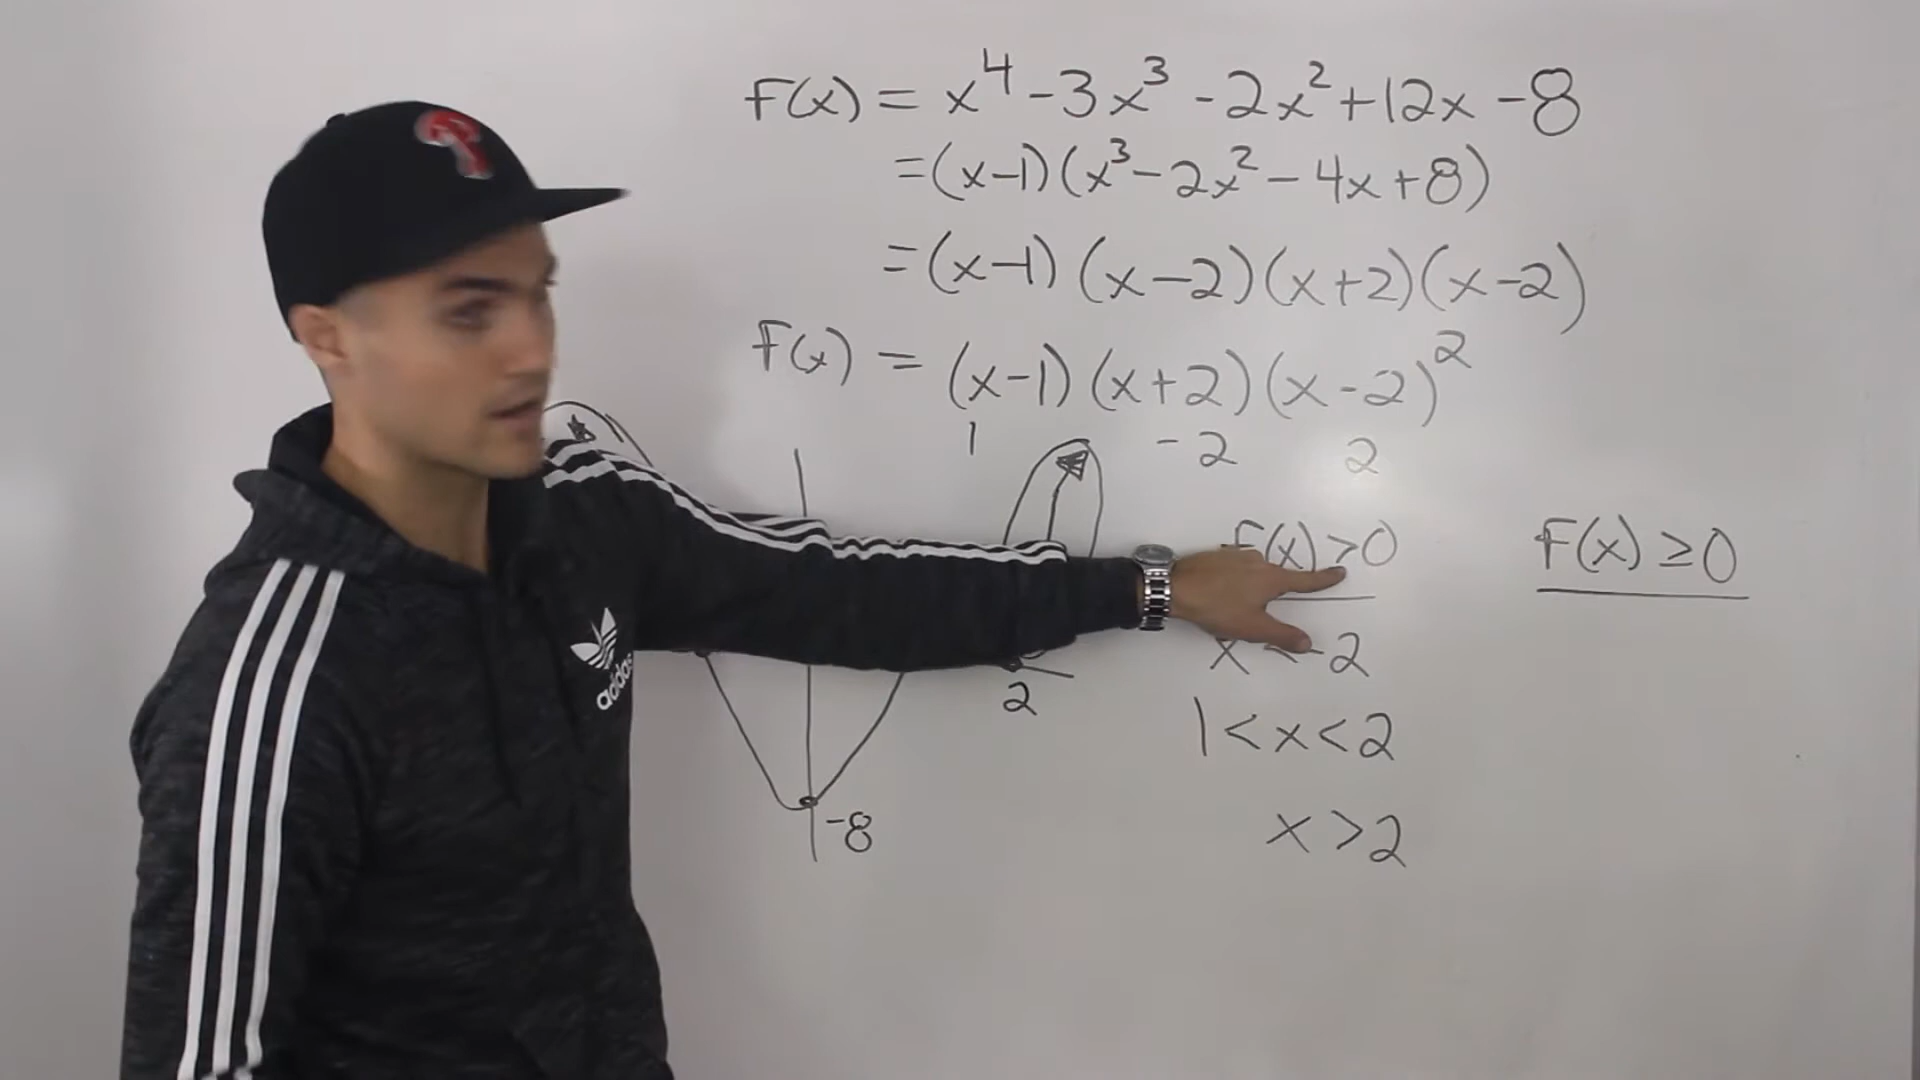 F(x) = x⁴ - 3x³ - 2x² + 12x - 8
= (x-1)(x³ - 2x² - 4x + 8)
= (x-1)(x-2)(x+2)(x-2)
F(x) = (x-1)(x+2)(x-2)²
1 -2 2
F(x) > 0
x < -2
1 < x < 2
x > 2
F(x) ≥ 0
2
-8
P
adidas